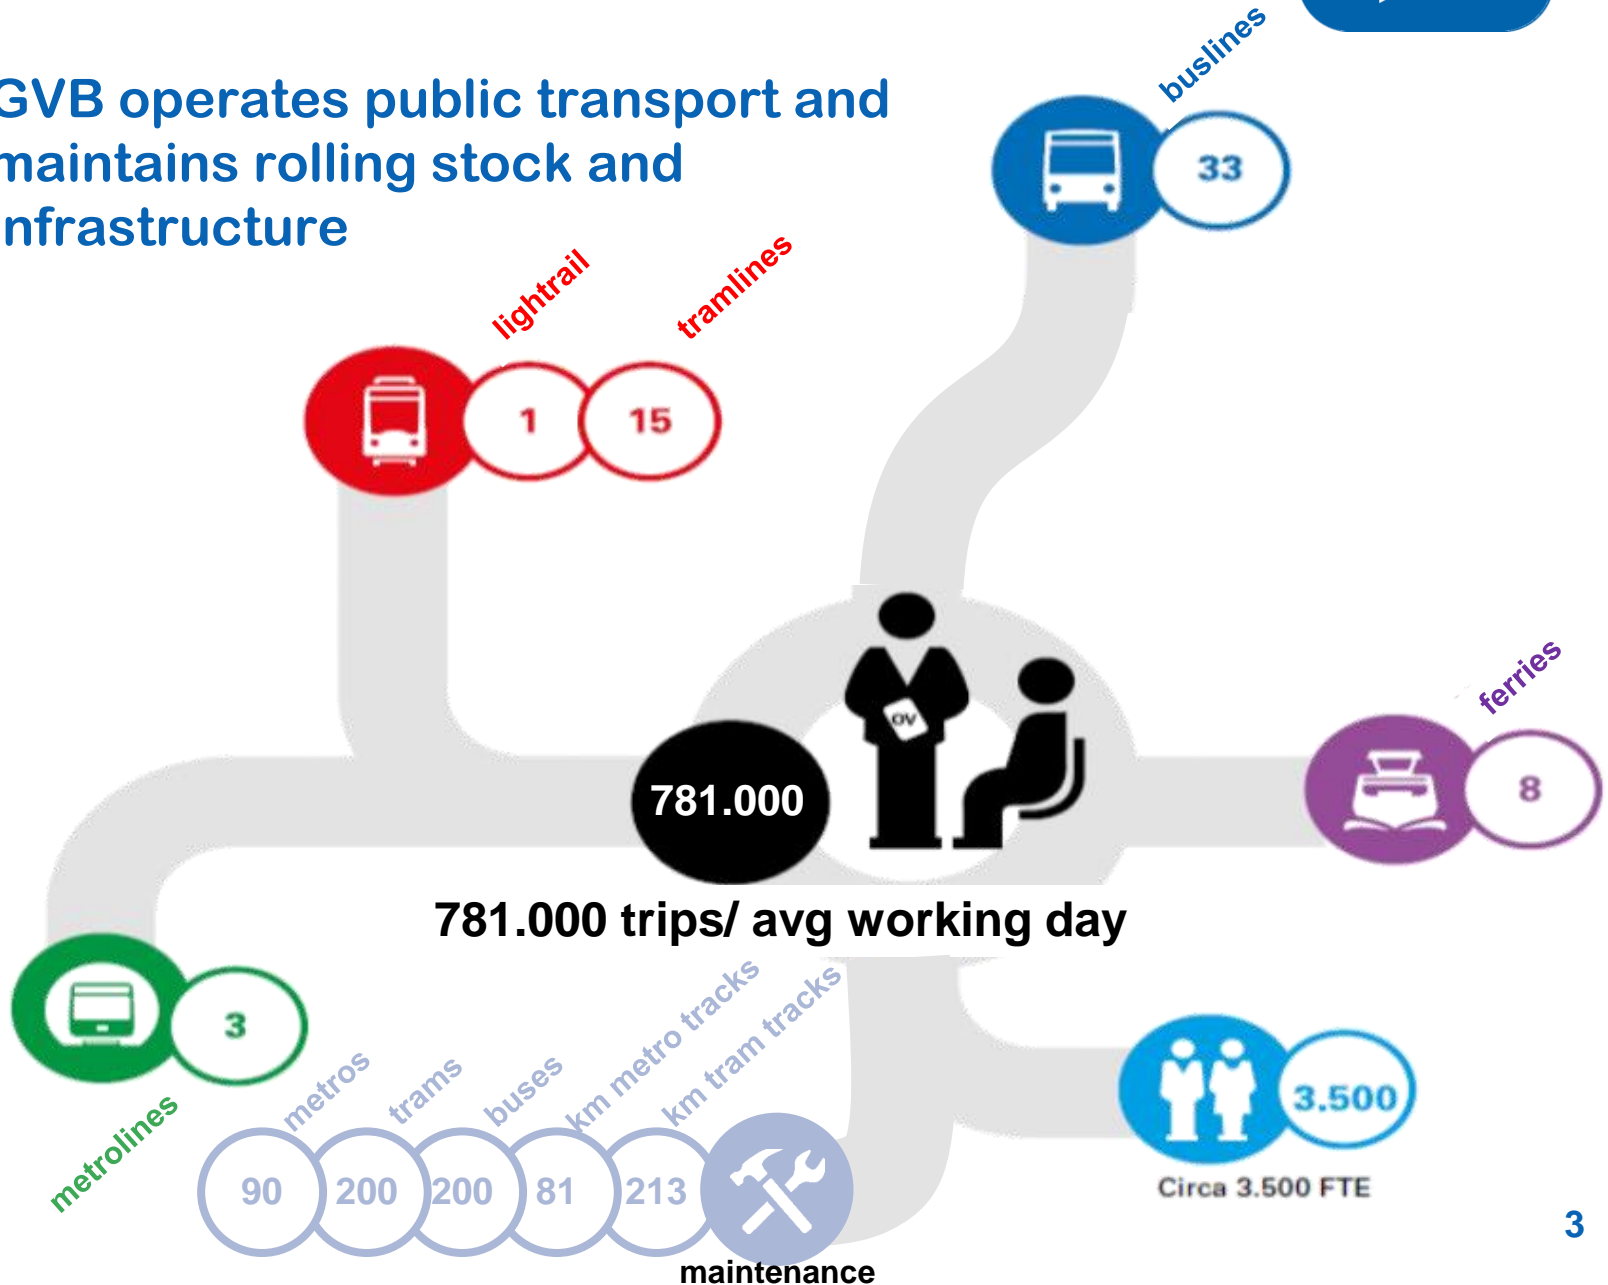 GVB operates public transport and
maintains rolling stock and
infrastructure
buslines
33
lightrail
tramlines
1
15
OV
ferries
781.000
8
781.000 trips/ avg working day
3
metrolines
metros
trams
buses
km metro tracks
km tram tracks
90
200
200
81
213
maintenance
3.500
Circa 3.500 FTE
3